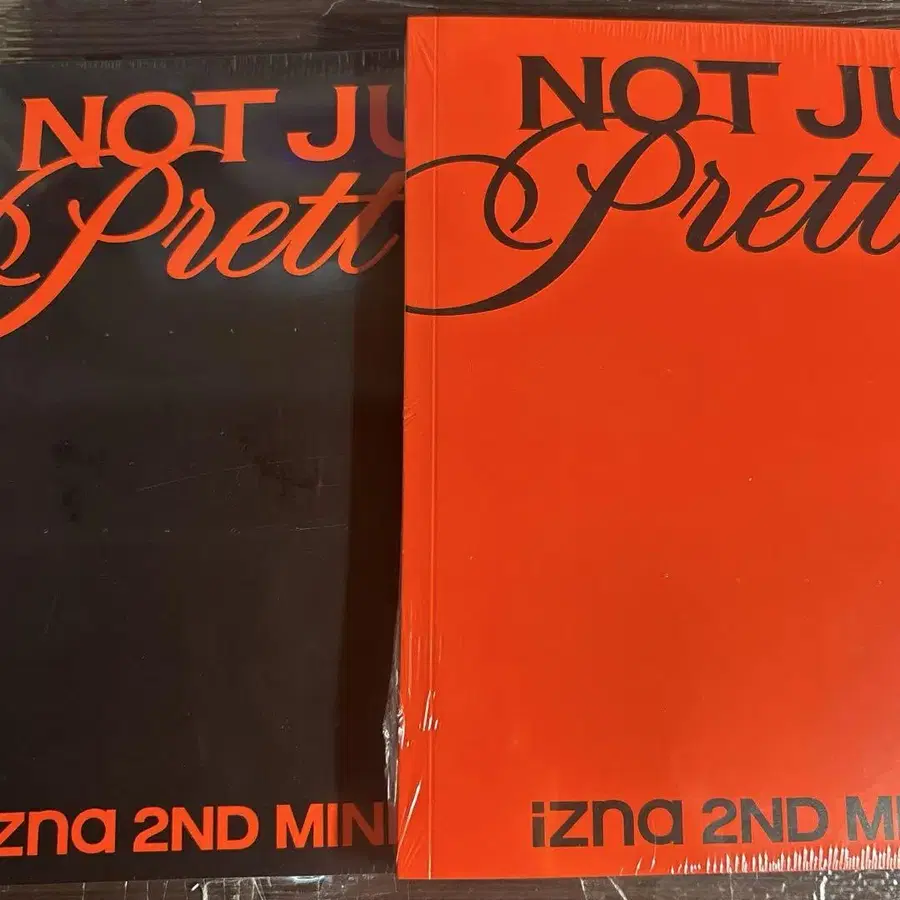 NOT JU
Prett
izna 2ND MINI
NOT JU
Prett
izna 2ND MI